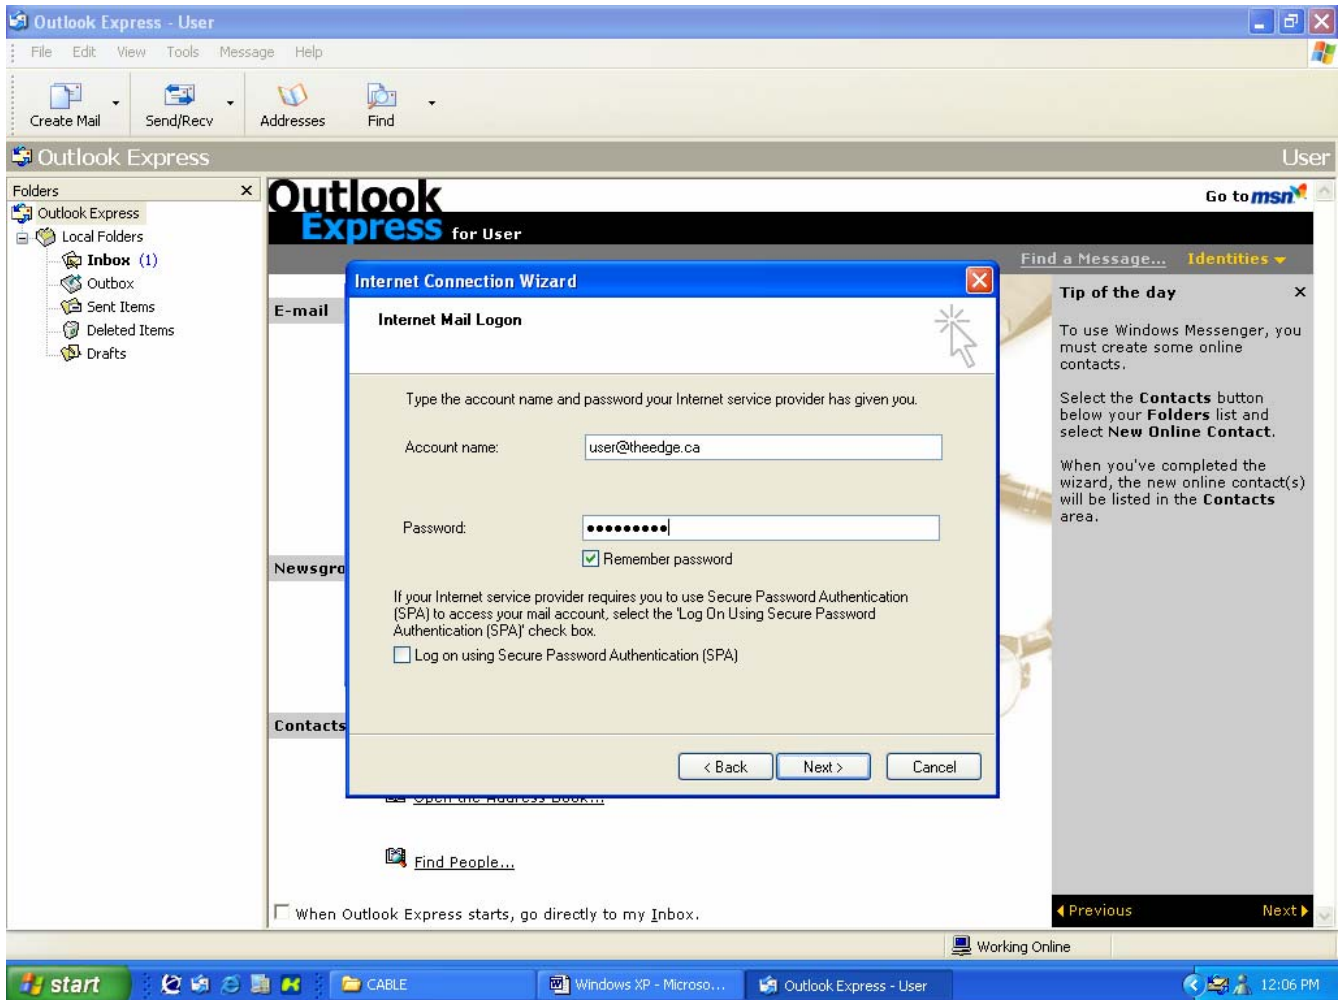 Outlook Express - User
File Edit View Tools Message Help
Create Mail Send/Recv Addresses Find
Outlook Express User
Folders
Outlook Express
Local Folders
Inbox (1)
Outbox
Sent Items
Deleted Items
Drafts
Outlook
Express for User
Go to msn
Find a Message... Identities
E-mail
Newsgro
Contacts
Internet Connection Wizard
Internet Mail Logon
Type the account name and password your Internet service provider has given you.
Account name: user@theedge.ca
Password: •••••••••
Remember password
If your Internet service provider requires you to use Secure Password Authentication
(SPA) to access your mail account, select the 'Log On Using Secure Password
Authentication (SPA)' check box.
Log on using Secure Password Authentication (SPA)
< Back Next > Cancel
Open the Address Book...
Find People...
When Outlook Express starts, go directly to my Inbox.
Tip of the day
To use Windows Messenger, you
must create some online
contacts.
Select the Contacts button
below your Folders list and
select New Online Contact.
When you've completed the
wizard, the new online contact(s)
will be listed in the Contacts
area.
Previous Next
Working Online
start CABLE Windows XP - Microso... Outlook Express - User 12:06 PM